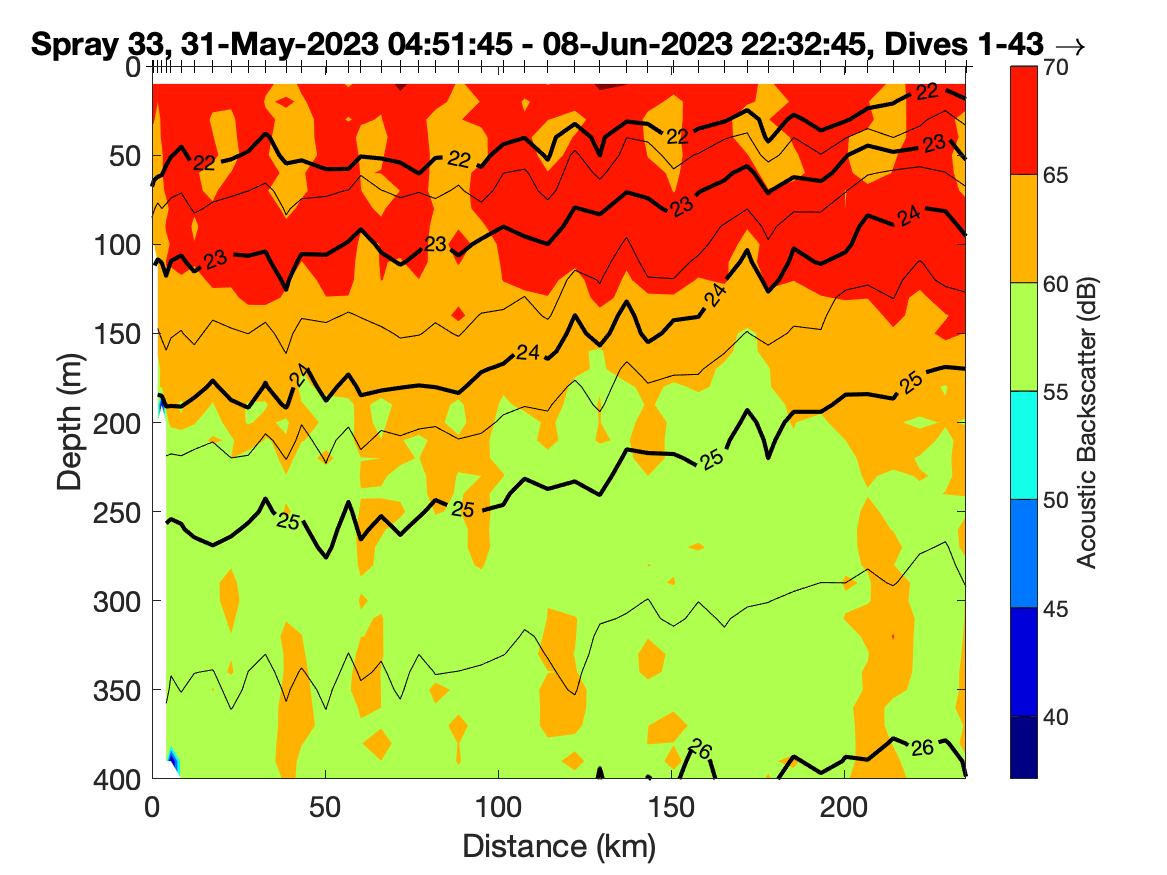 Spray 33, 31-May-2023 04:51:45 - 08-Jun-2023 22:32:45, Dives 1-43 →
0
50
100
150
200
250
300
350
400
Depth (m)
0 50 100 150 200
Distance (km)
22 22 22 22
23 23 23 23
24 24 24 24
25 25 25 25
26 26
70
65
60
55
50
45
40
Acoustic Backscatter (dB)